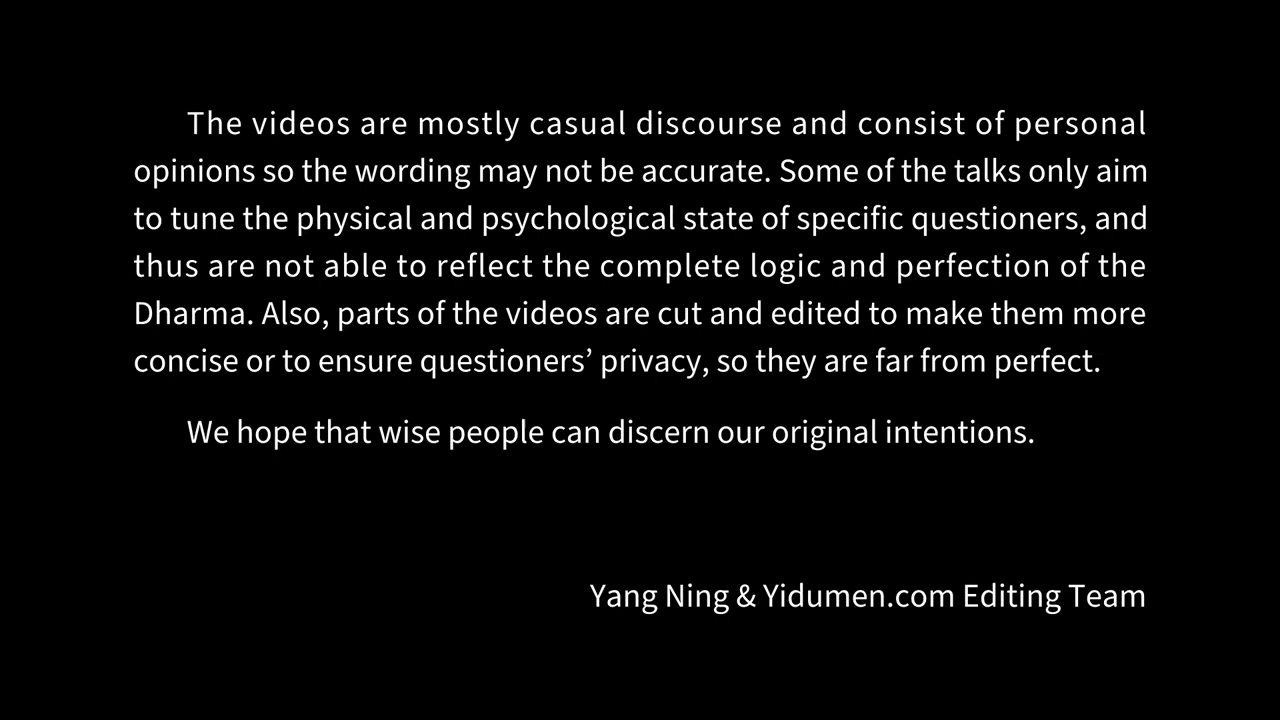 The videos are mostly casual discourse and consist of personal
opinions so the wording may not be accurate. Some of the talks only aim
to tune the physical and psychological state of specific questioners, and
thus are not able to reflect the complete logic and perfection of the
Dharma. Also, parts of the videos are cut and edited to make them more
concise or to ensure questioners’ privacy, so they are far from perfect.
We hope that wise people can discern our original intentions.
Yang Ning & Yidumen.com Editing Team